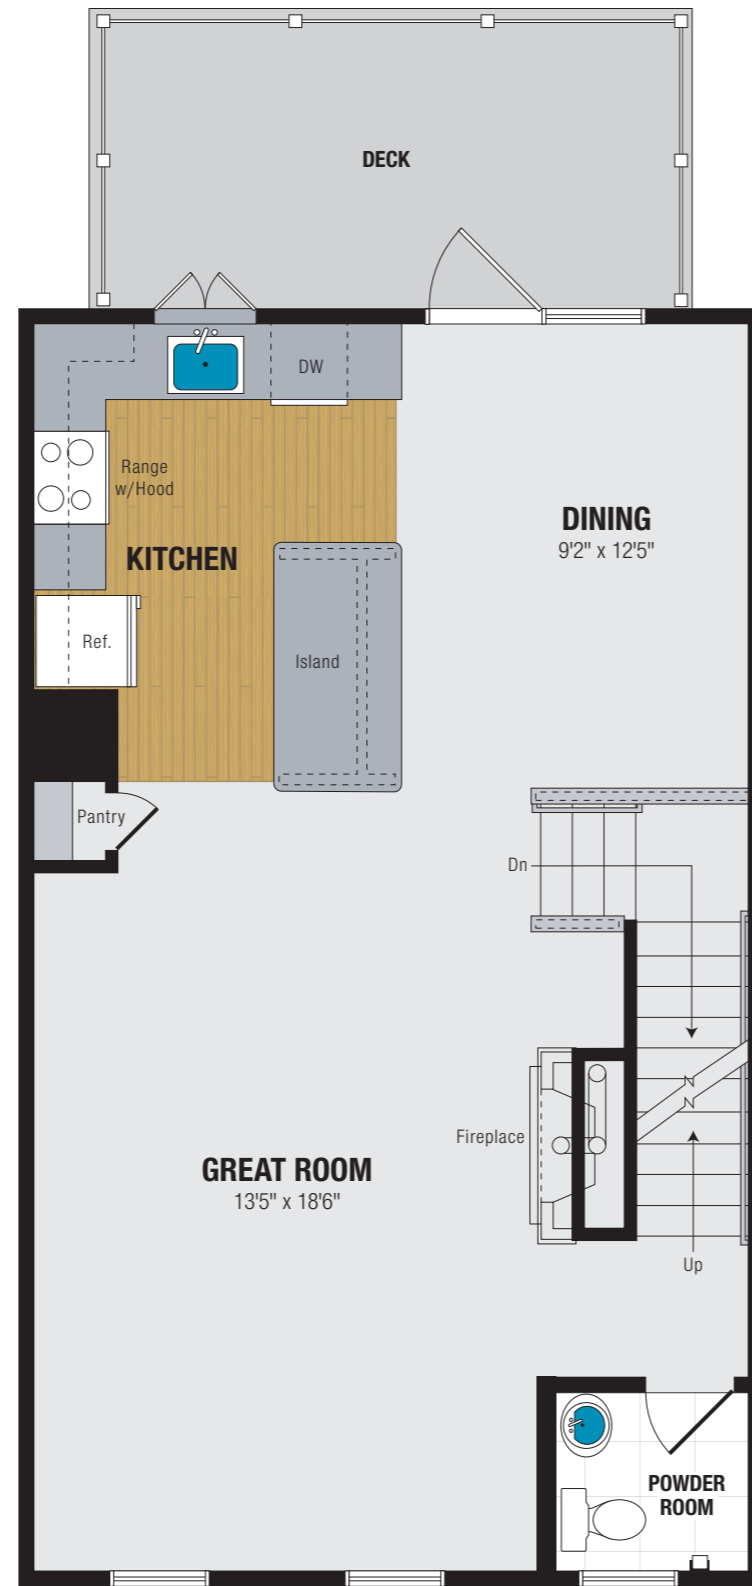 DECK
DW
Range
w/Hood
KITCHEN
DINING
9'2" x 12'5"
Ref.
Island
Pantry
Dn
Fireplace
GREAT ROOM
13'5" x 18'6"
Up
POWDER
ROOM